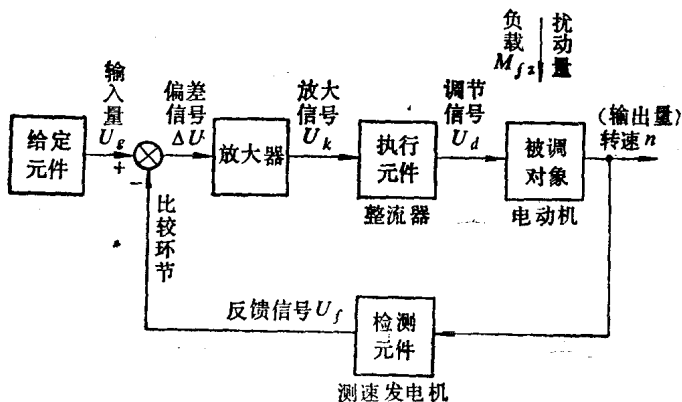 负载
M_fz
扰动量
输入量
U_g
偏差
信号
ΔU
放大
信号
U_k
调节
信号
U_d
(输出量)
转速 n
给定
元件
+
−
放大器
执行
元件
整流器
被调
对象
电动机
比较环节
反馈信号 U_f
检测
元件
测速发电机